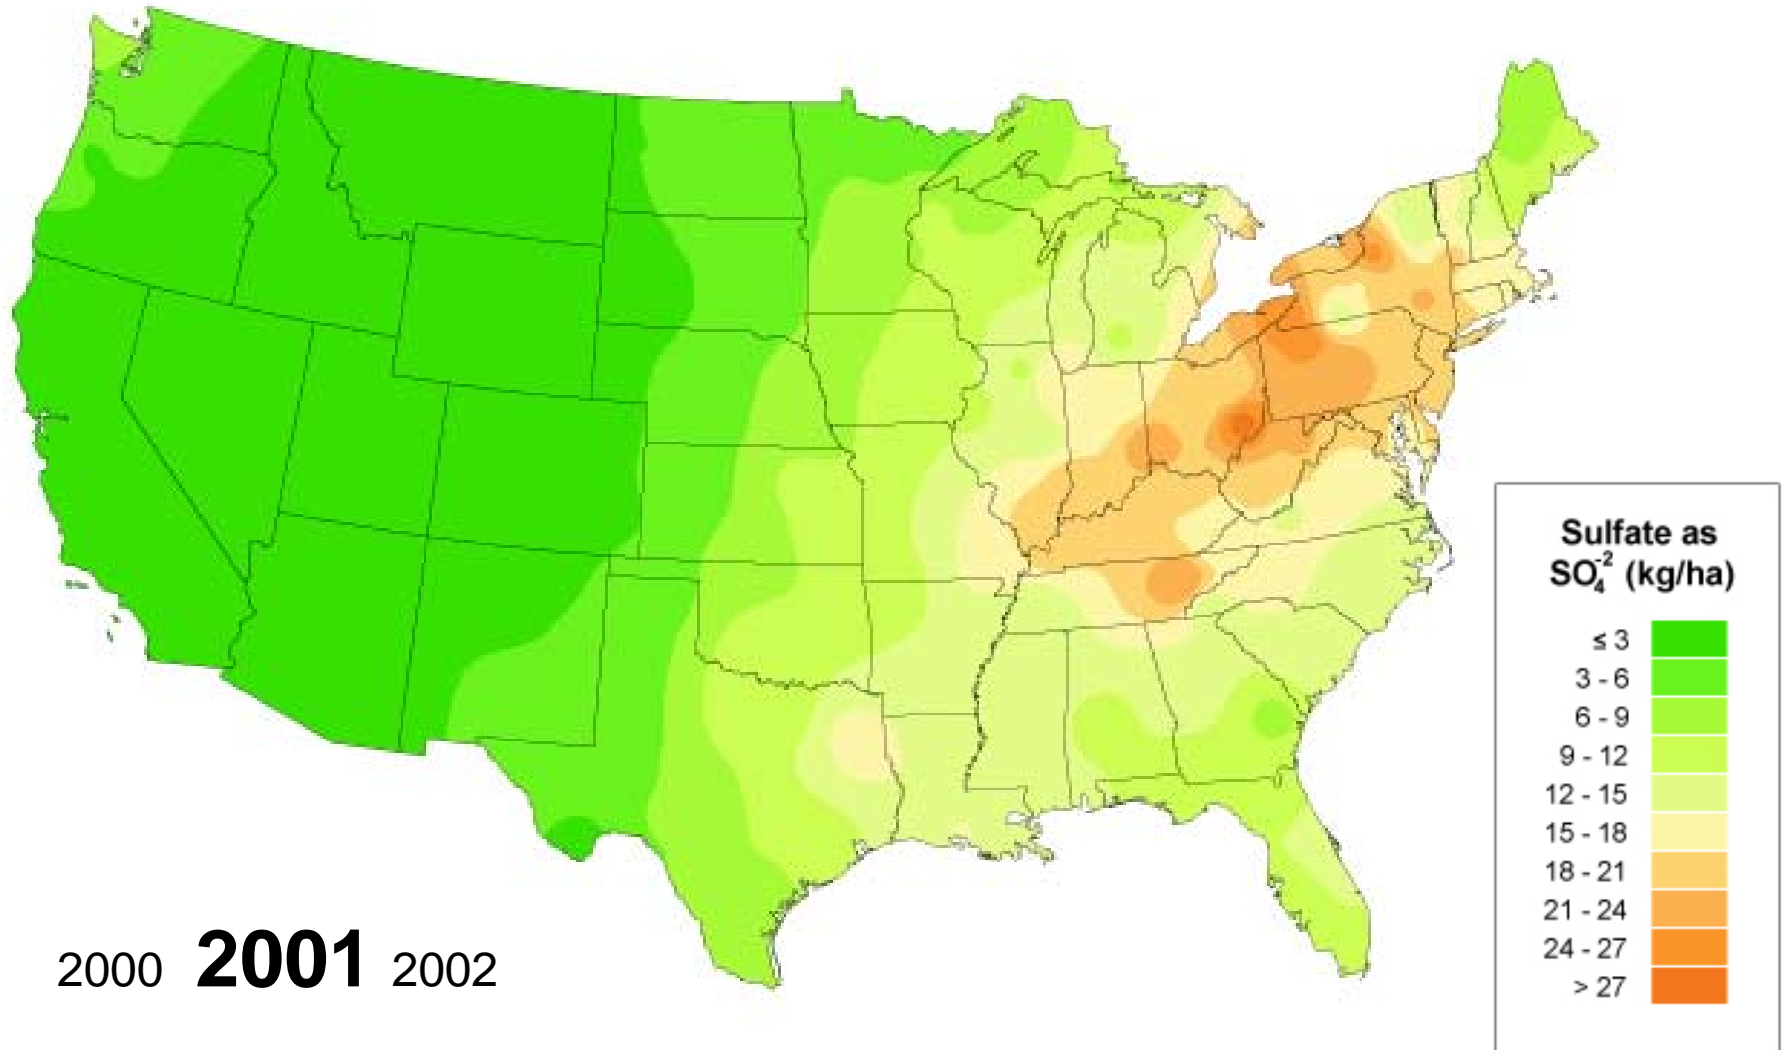 Sulfate as
SO₄⁻² (kg/ha)
≤ 3
3 - 6
6 - 9
9 - 12
12 - 15
15 - 18
18 - 21
21 - 24
24 - 27
> 27
2000 2001 2002